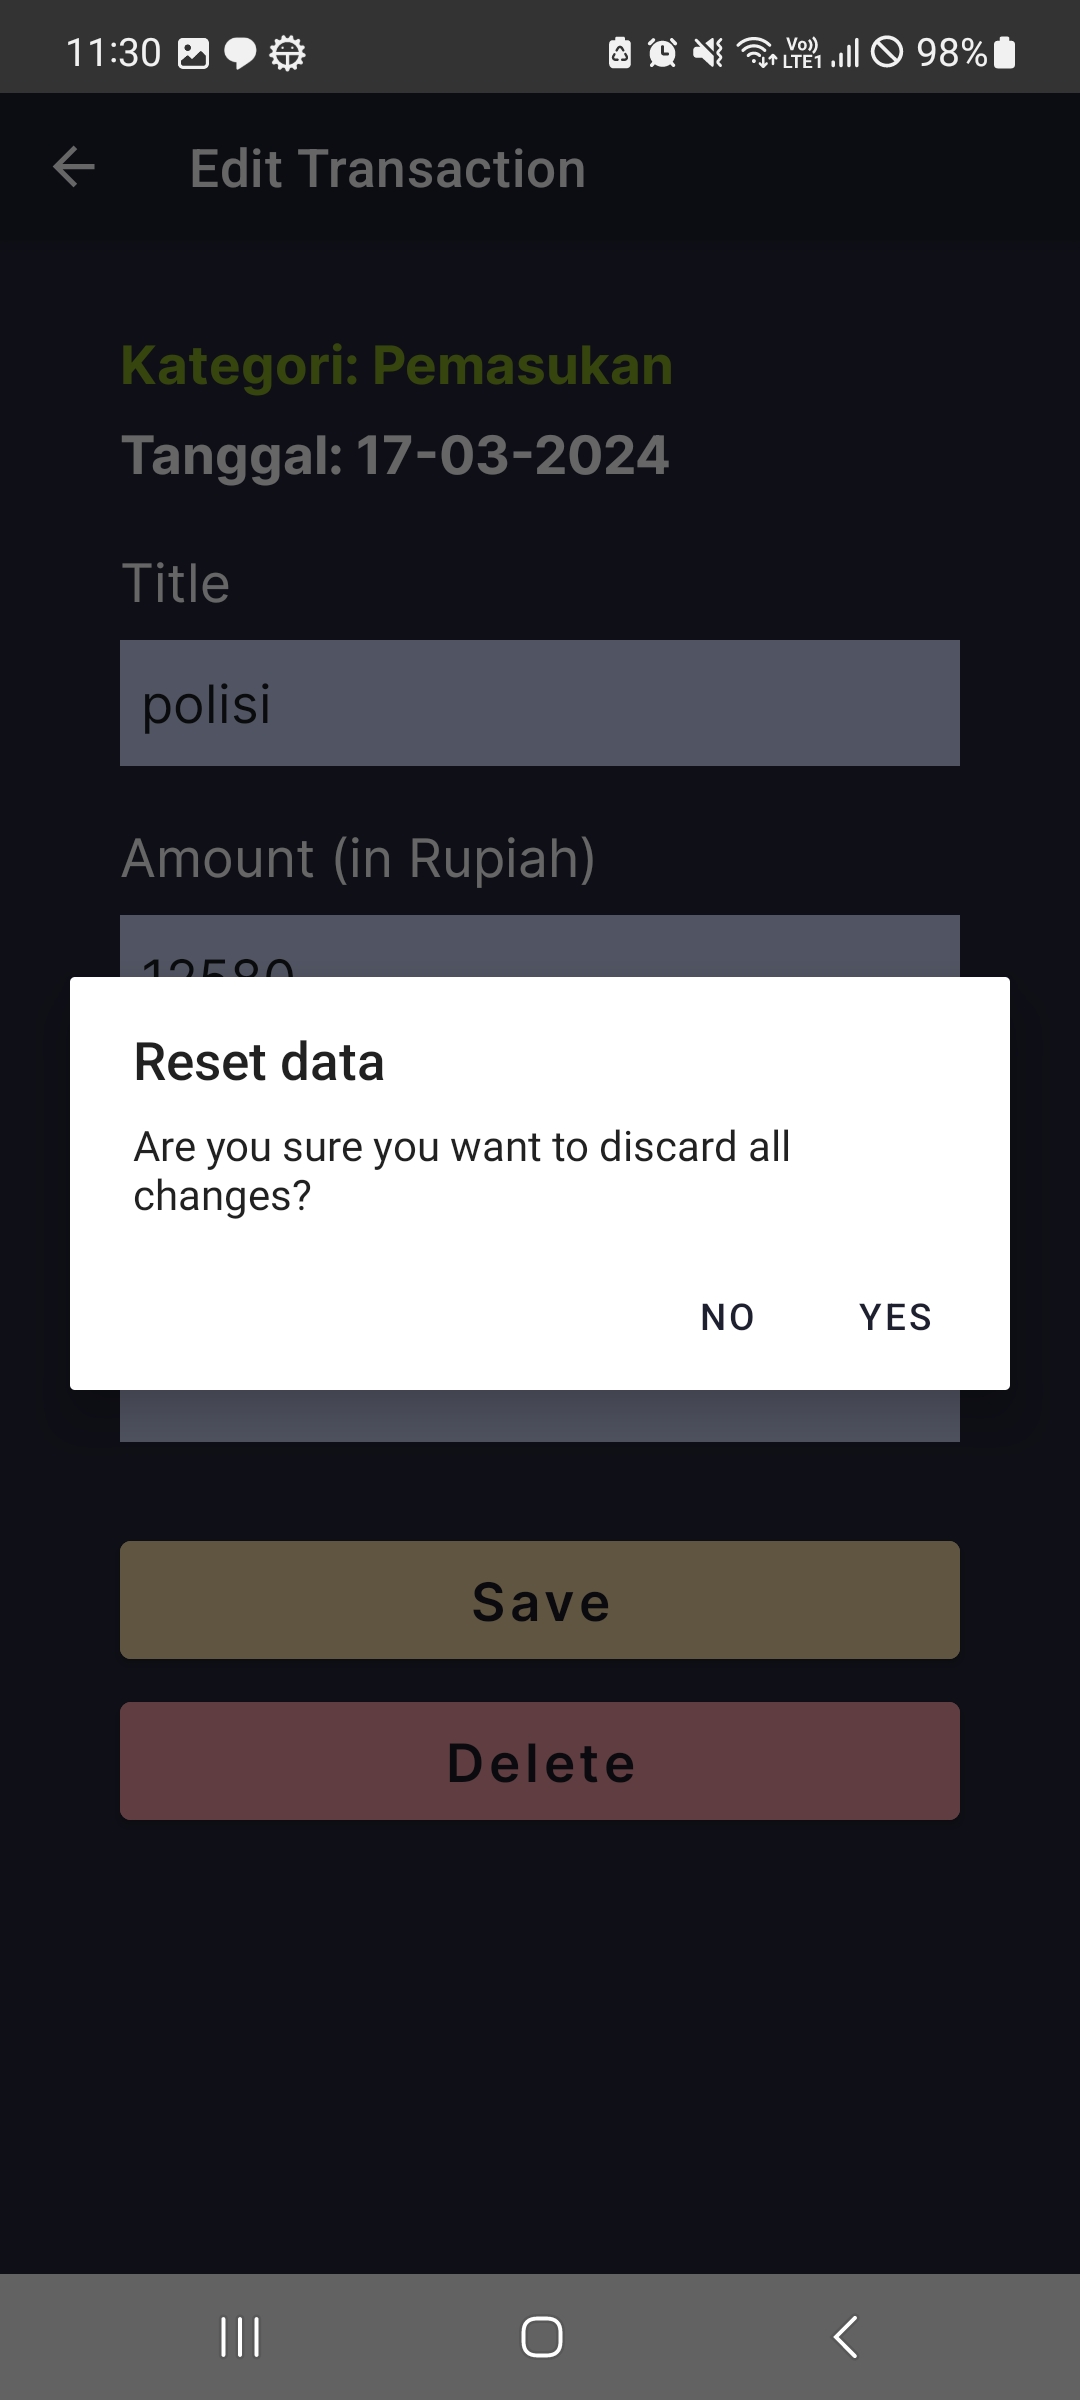 11:30
Vo))
LTE1
98%
Edit Transaction
Kategori: Pemasukan
Tanggal: 17-03-2024
Title
polisi
Amount (in Rupiah)
12580
Reset data
Are you sure you want to discard all
changes?
NO YES
Save
Delete